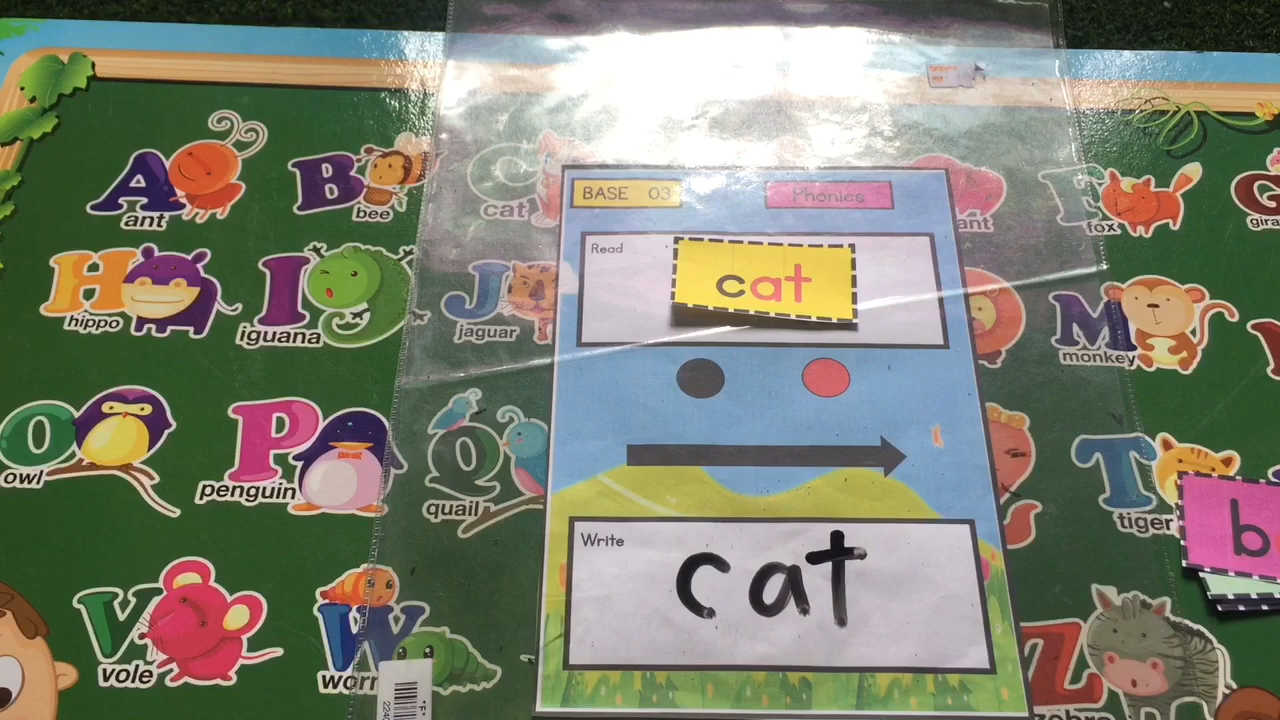 A
ant
B
bee
C
cat
BASE 03
Phonics
ant
F
fox
G
Read
cat
H
hippo
I
iguana
J
jaguar
M
monkey
O
owl
P
penguin
Q
quail
T
tiger
b
Write
cat
V
vole
W
Z